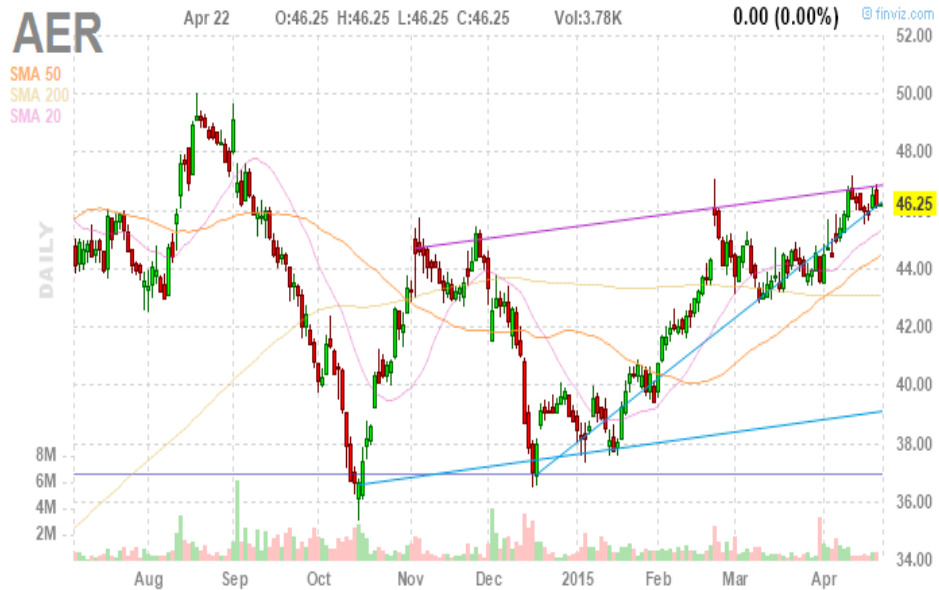 AER Apr 22 O:46.25 H:46.25 L:46.25 C:46.25 Vol:3.78K 0.00 (0.00%) © finviz.com
52.00
SMA 50
SMA 200
SMA 20
50.00
48.00
46.25
DAILY
44.00
42.00
40.00
38.00
8M
6M
36.00
4M
2M
34.00
Aug Sep Oct Nov Dec 2015 Feb Mar Apr